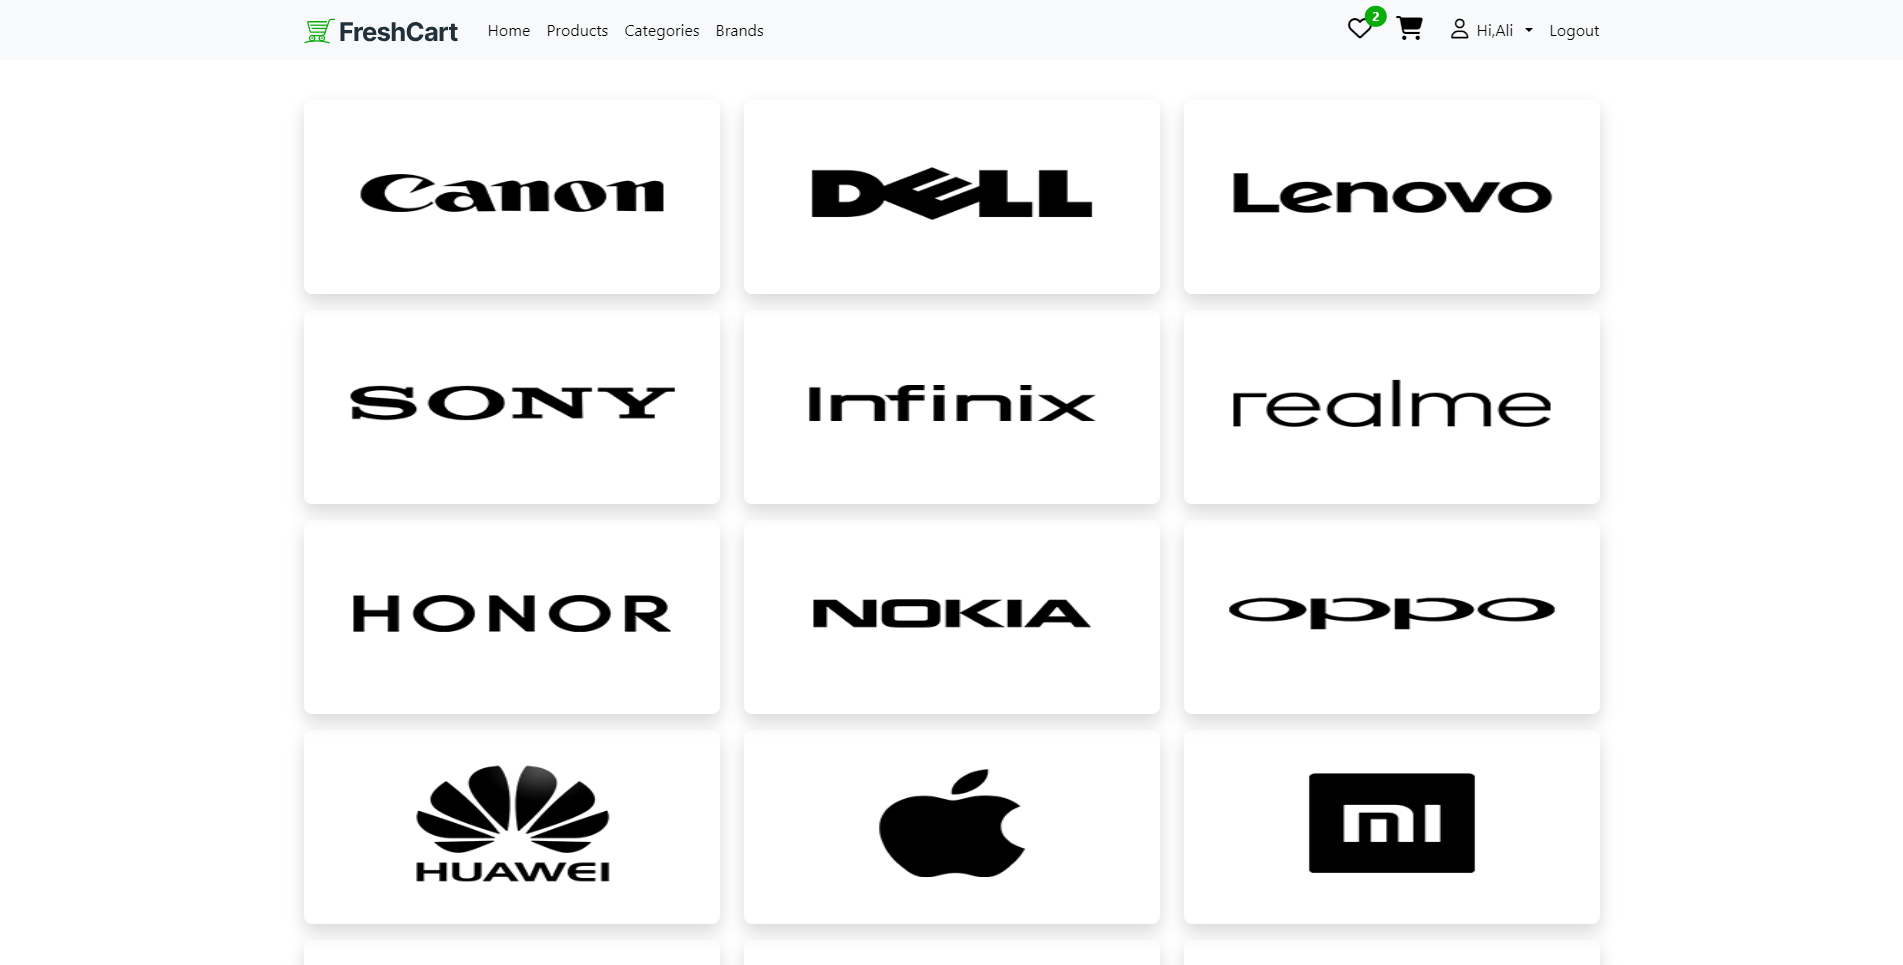 FreshCart Home Products Categories Brands 2 Hi,Ali Logout
Canon DELL Lenovo
SONY Infinix realme
HONOR NOKIA oppo
HUAWEI mi